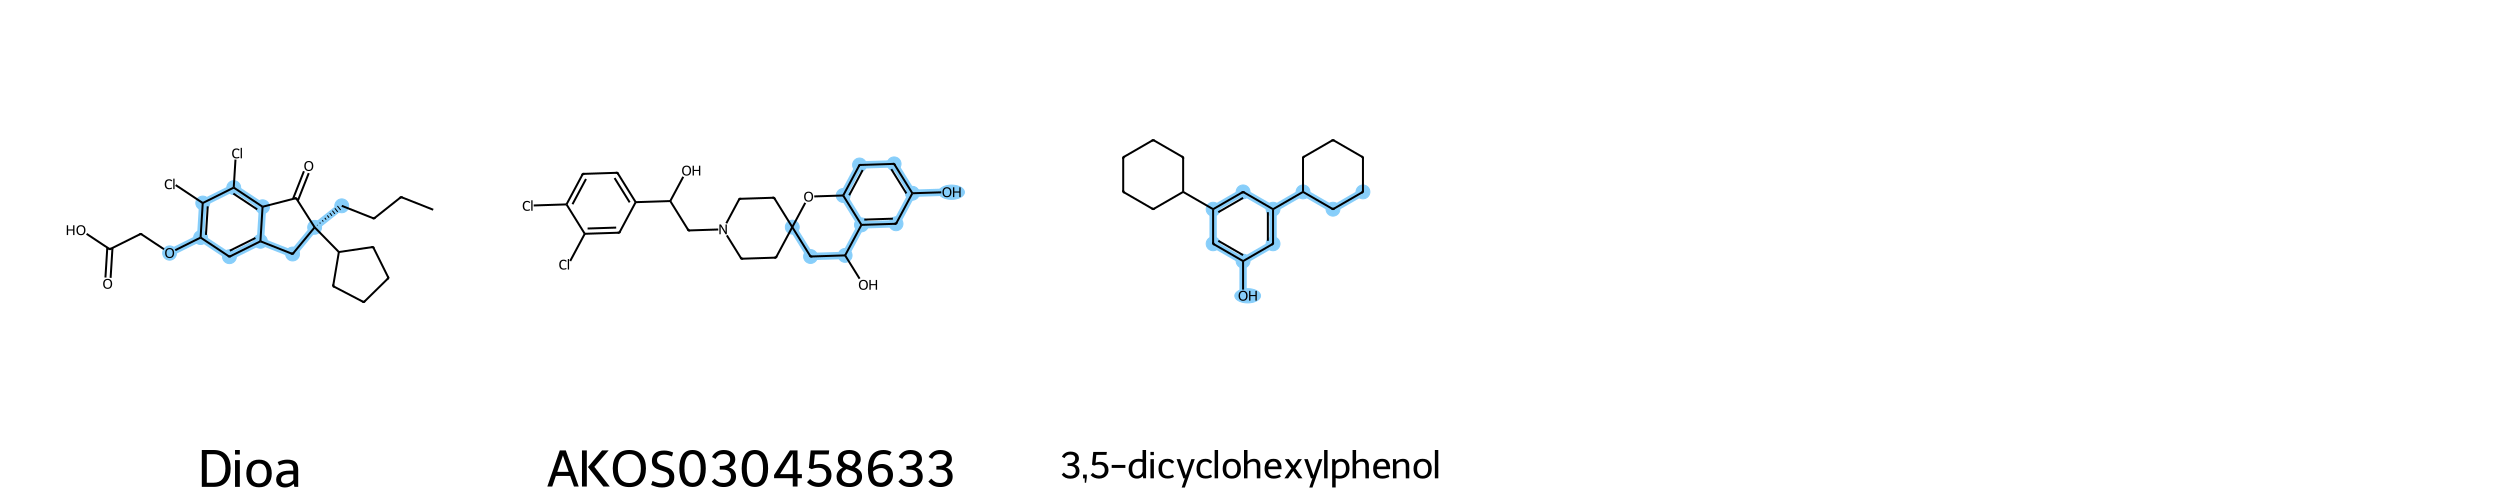 Cl
Cl
O
HO
O
O
Dioa
Cl
Cl
OH
N
O
OH
OH
AKOS030458633
OH
3,5-dicyclohexylphenol